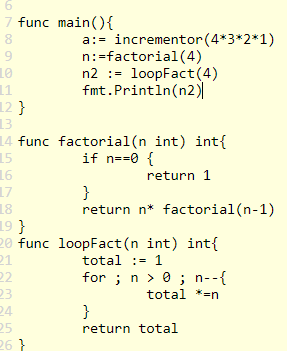 6
7 func main(){
8 a:= incrementor(4*3*2*1)
9 n:=factorial(4)
10 n2 := loopFact(4)
11 fmt.Println(n2)
12 }
13
14 func factorial(n int) int{
15 if n==0 {
16 return 1
17 }
18 return n* factorial(n-1)
19 }
20 func loopFact(n int) int{
21 total := 1
22 for ; n > 0 ; n--{
23 total *=n
24 }
25 return total
26 }